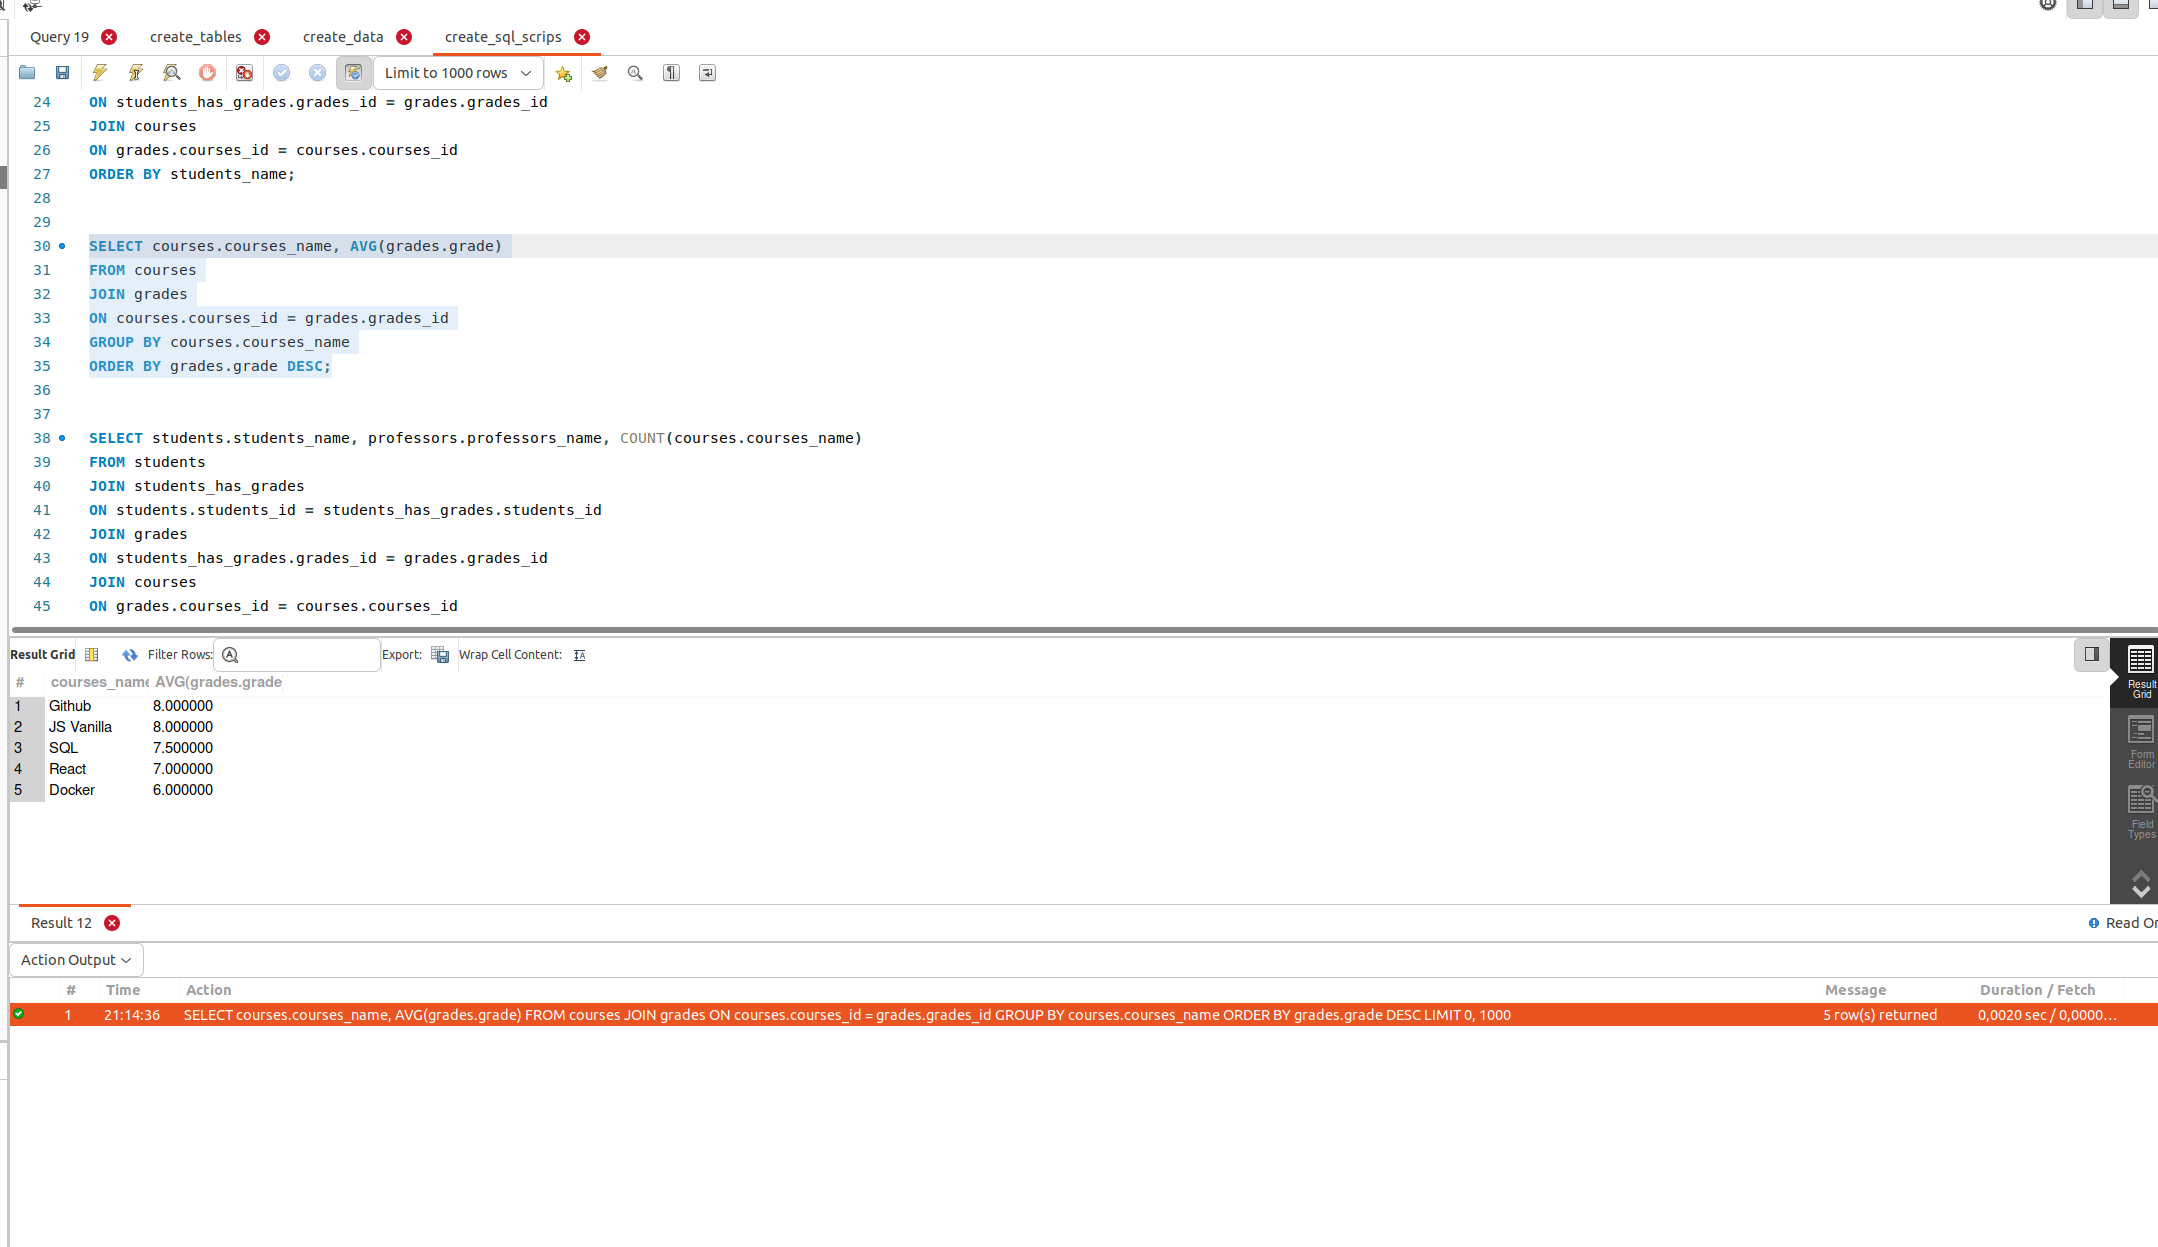 Query 19 create_tables create_data create_sql_scrips
Limit to 1000 rows
24 ON students_has_grades.grades_id = grades.grades_id
25 JOIN courses
26 ON grades.courses_id = courses.courses_id
27 ORDER BY students_name;
28
29
30 SELECT courses.courses_name, AVG(grades.grade)
31 FROM courses
32 JOIN grades
33 ON courses.courses_id = grades.grades_id
34 GROUP BY courses.courses_name
35 ORDER BY grades.grade DESC;
36
37
38 SELECT students.students_name, professors.professors_name, COUNT(courses.courses_name)
39 FROM students
40 JOIN students_has_grades
41 ON students.students_id = students_has_grades.students_id
42 JOIN grades
43 ON students_has_grades.grades_id = grades.grades_id
44 JOIN courses
45 ON grades.courses_id = courses.courses_id
Result Grid Filter Rows: Export: Wrap Cell Content:
# courses_name AVG(grades.grade
1 Github 8.000000
2 JS Vanilla 8.000000
3 SQL 7.500000
4 React 7.000000
5 Docker 6.000000
Result
Grid
Form
Editor
Field
Types
Result 12 Read On
Action Output
# Time Action Message Duration / Fetch
1 21:14:36 SELECT courses.courses_name, AVG(grades.grade) FROM courses JOIN grades ON courses.courses_id = grades.grades_id GROUP BY courses.courses_name ORDER BY grades.grade DESC LIMIT 0, 1000 5 row(s) returned 0,0020 sec / 0,0000...